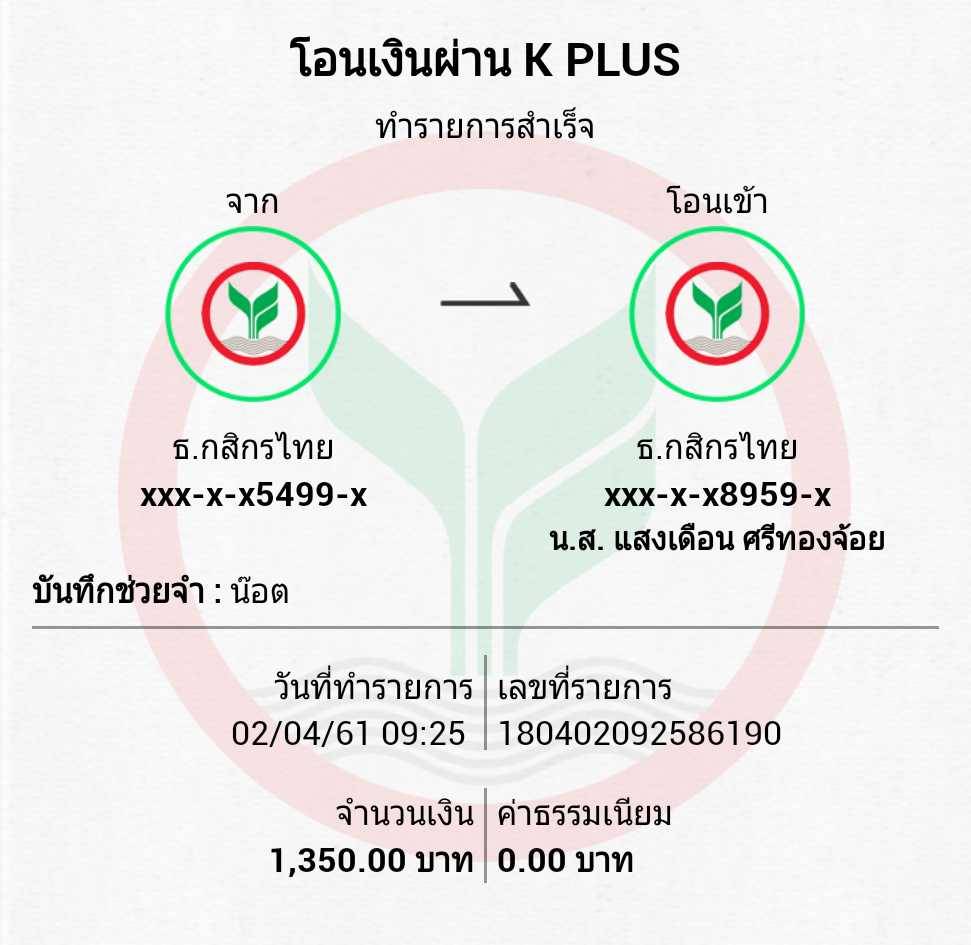 โอนเงินผ่าน K PLUS
ทำรายการสำเร็จ
จาก
โอนเข้า
ธ.กสิกรไทย
ธ.กสิกรไทย
xxx-x-x5499-x
xxx-x-x8959-x
น.ส. แสงเดือน ศรีทองจ้อย
บันทึกช่วยจำ : น๊อต
วันที่ทำรายการ
เลขที่รายการ
02/04/61 09:25
180402092586190
จำนวนเงิน
ค่าธรรมเนียม
1,350.00 บาท
0.00 บาท